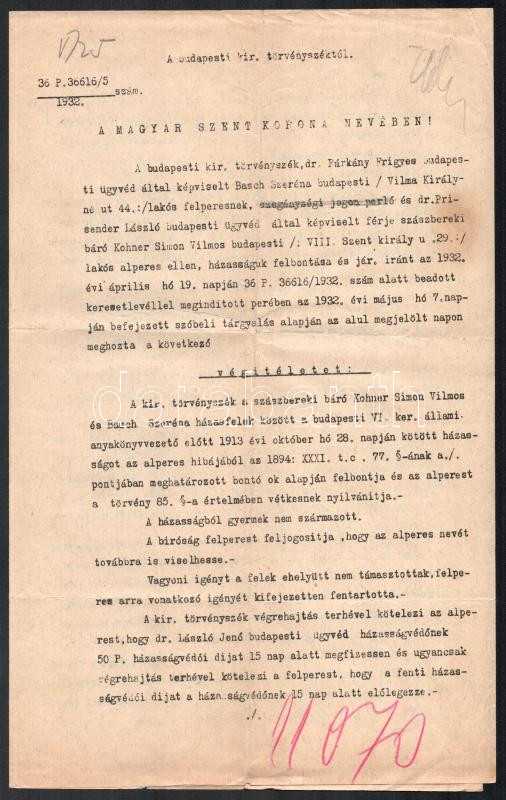 A budapesti kir. törvényszéktől.
36 P.36616/5
szám.
1932.
A MAGYAR SZENT KORONA NEVÉBEN!
A budapesti kir. törvényszék,dr. Párkány Frigyes budapes-
ti ügyvéd által képviselt Basch Szeréna budapesti / Vilma Király-
né ut 44.:/lakós felperesnek, szegénységi jogon perlő és dr.Pri-
sender László budapesti ügyvéd által képviselt férje szászbereki
báró Kohner Simon Vilmos budapesti /: VIII. Szent király u .29.:/
lakós alperes ellen, házasságuk felbontása és jár. iránt az 1932.
évi április hó 19. napján 36 P. 36616/1932. szám alatt beadott
keresetlevéllel meginditott perében az 1932. évi május hó 7.nap-
ján befejezett szóbeli tárgyalás alapján az alul megjelölt napon
meghozta a következő
végitéletet:
A kir. törvényszék a szászbereki báró Kohner Simon Vilmos
és Basch Szeréna házasfelek között a budapesti VI. ker. állami.
anyakönyvvezető előtt 1913 évi október hó 28. napján kötött házas-
ságot az alperes hibájából az 1894: XXXI. t.c . 77. §-ának a./.
pontjában meghatározott bontó ok alapján felbontja és az alperest
a törvény 85. §-a értelmében vétkesnek nyilvánitja.-
A házasságból gyermek nem származott.
A biróság felperest feljogositja ,hogy az alperes nevét
továbbra is viselhesse.-
Vagyoni igényt a felek ehelyütt nem támasztottak,felpe-
res arra vonatkozó igényét kifejezetten fentartotta.-
A kir. törvényszék végrehajtás terhével kötelezi az alpe-
rest,hogy dr. László Jenő budapesti ügyvéd házasságvédőnek
50 P. házasságvédői dijat 15 nap alatt megfizessen és ugyancsak
végrehajtás terhével kötelezi a felperest, hogy a fenti házas-
ságvédői dijat a házasságvédőnek 15 nap alatt előlegezze.-
./.
11070
darabanth